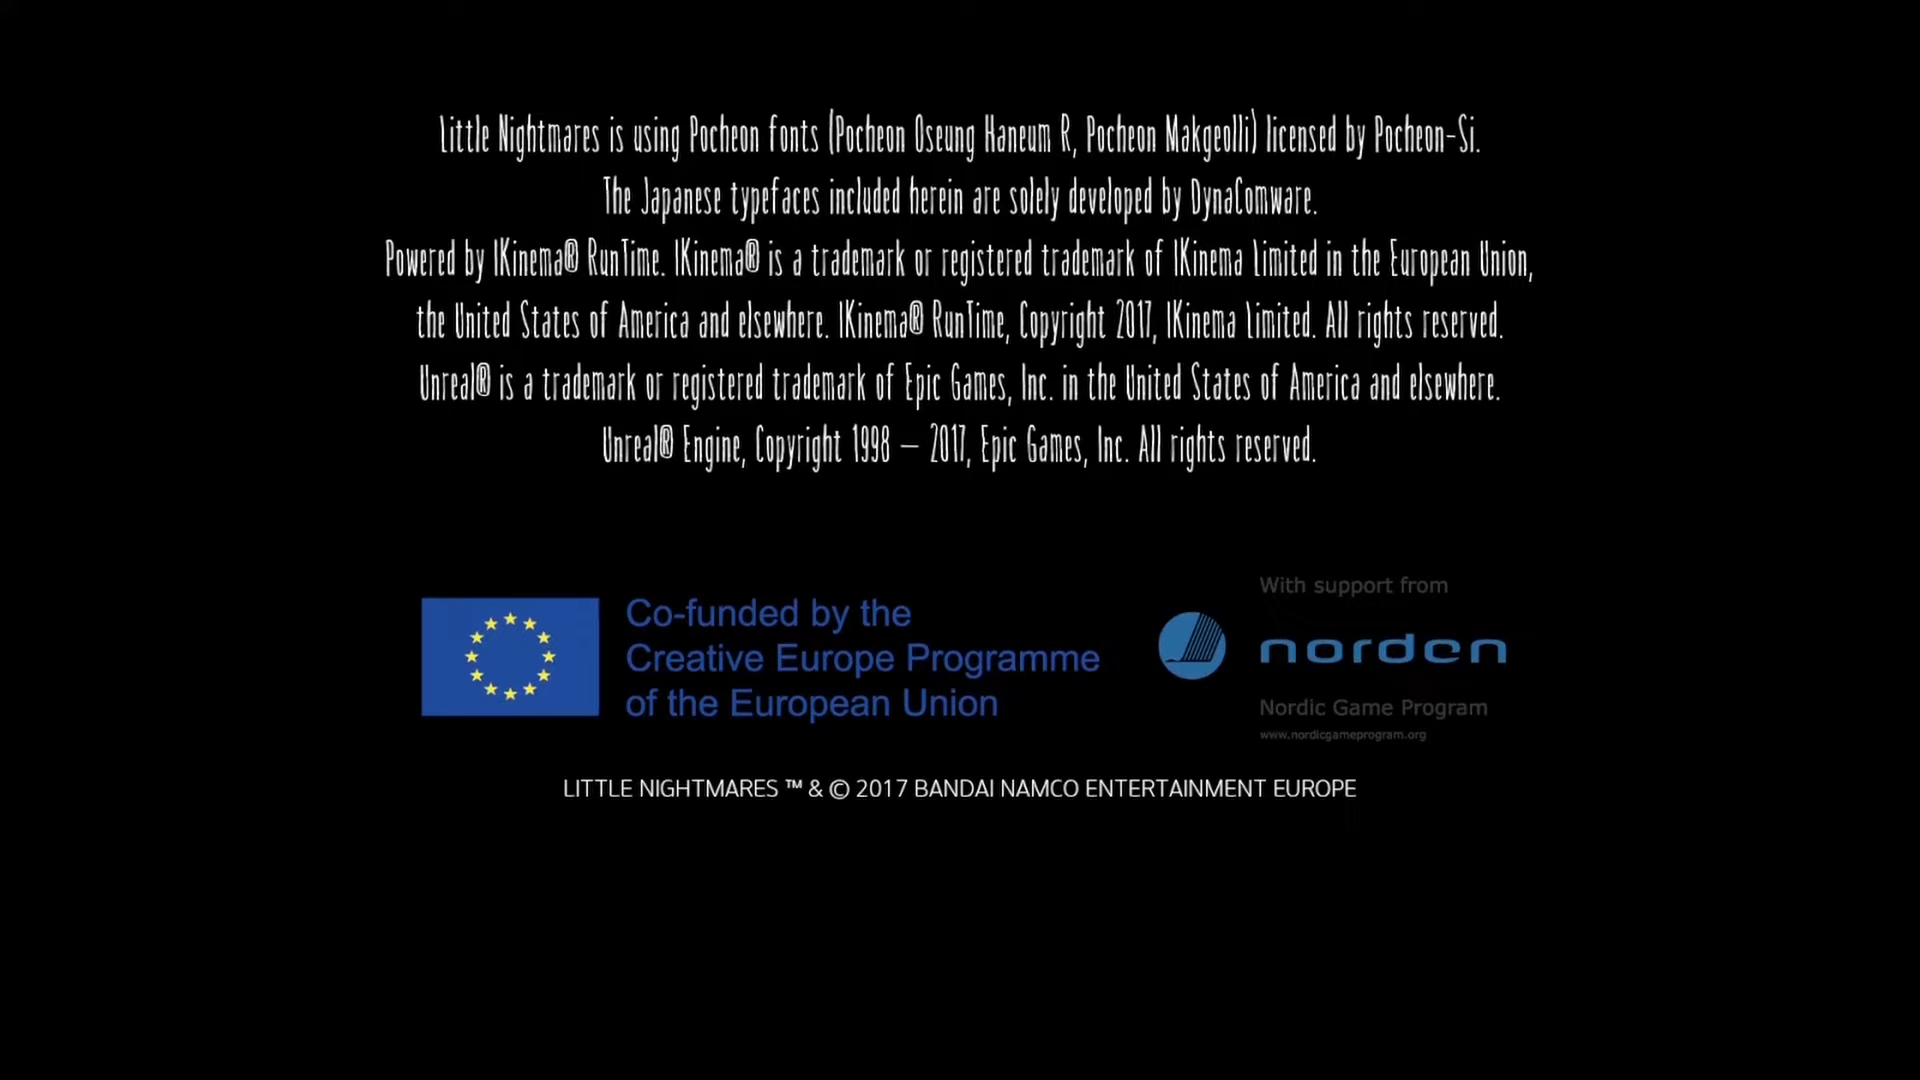 Little Nightmares is using Pocheon fonts (Pocheon Oseung Haneum R, Pocheon Makgeolli) licensed by Pocheon-Si.
The Japanese typefaces included herein are solely developed by DynaComware.
Powered by IKinema® RunTime. IKinema® is a trademark or registered trademark of IKinema Limited in the European Union,
the United States of America and elsewhere. IKinema® RunTime, Copyright 2017, IKinema Limited. All rights reserved.
Unreal® is a trademark or registered trademark of Epic Games, Inc. in the United States of America and elsewhere.
Unreal® Engine, Copyright 1998 – 2017, Epic Games, Inc. All rights reserved.
Co-funded by the
Creative Europe Programme
of the European Union
With support from
norden
Nordic Game Program
www.nordicgameprogram.org
LITTLE NIGHTMARES ™ & © 2017 BANDAI NAMCO ENTERTAINMENT EUROPE